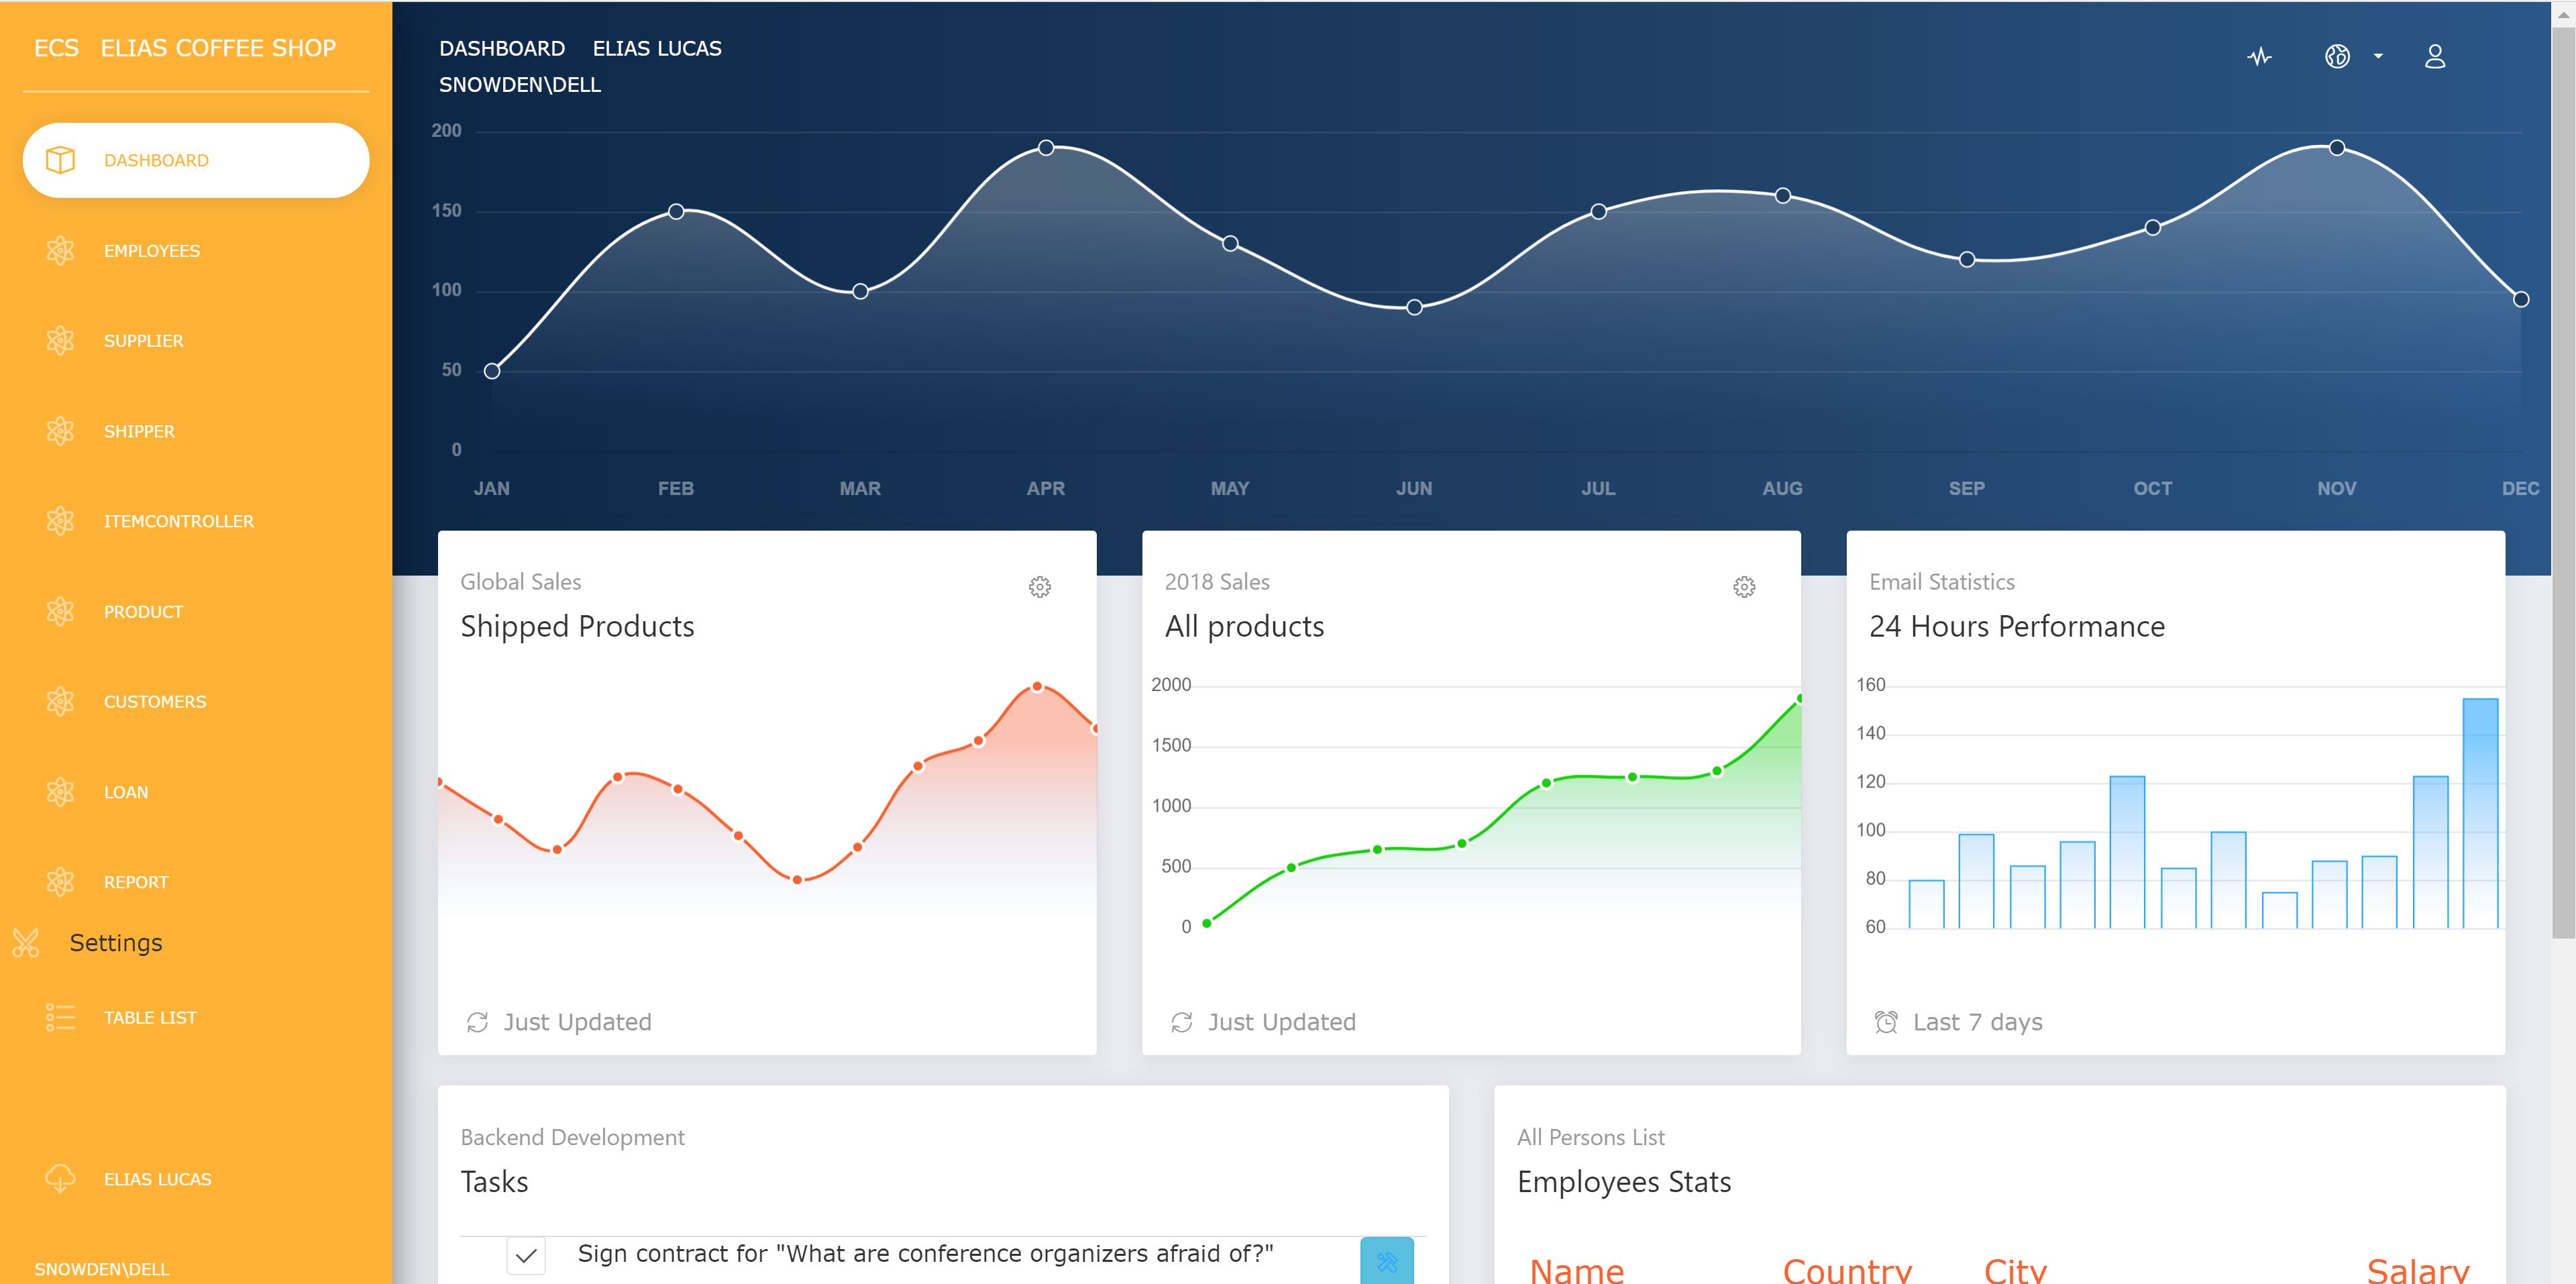 ECS ELIAS COFFEE SHOP
DASHBOARD
EMPLOYEES
SUPPLIER
SHIPPER
ITEMCONTROLLER
PRODUCT
CUSTOMERS
LOAN
REPORT
Settings
TABLE LIST
ELIAS LUCAS
SNOWDEN\DELL
DASHBOARD ELIAS LUCAS
SNOWDEN\DELL
200
150
100
50
0
JAN FEB MAR APR MAY JUN JUL AUG SEP OCT NOV DEC
Global Sales
Shipped Products
Just Updated
2018 Sales
All products
2000
1500
1000
500
0
Just Updated
Email Statistics
24 Hours Performance
160
140
120
100
80
60
Last 7 days
Backend Development
Tasks
Sign contract for "What are conference organizers afraid of?"
All Persons List
Employees Stats
Name Country City Salary